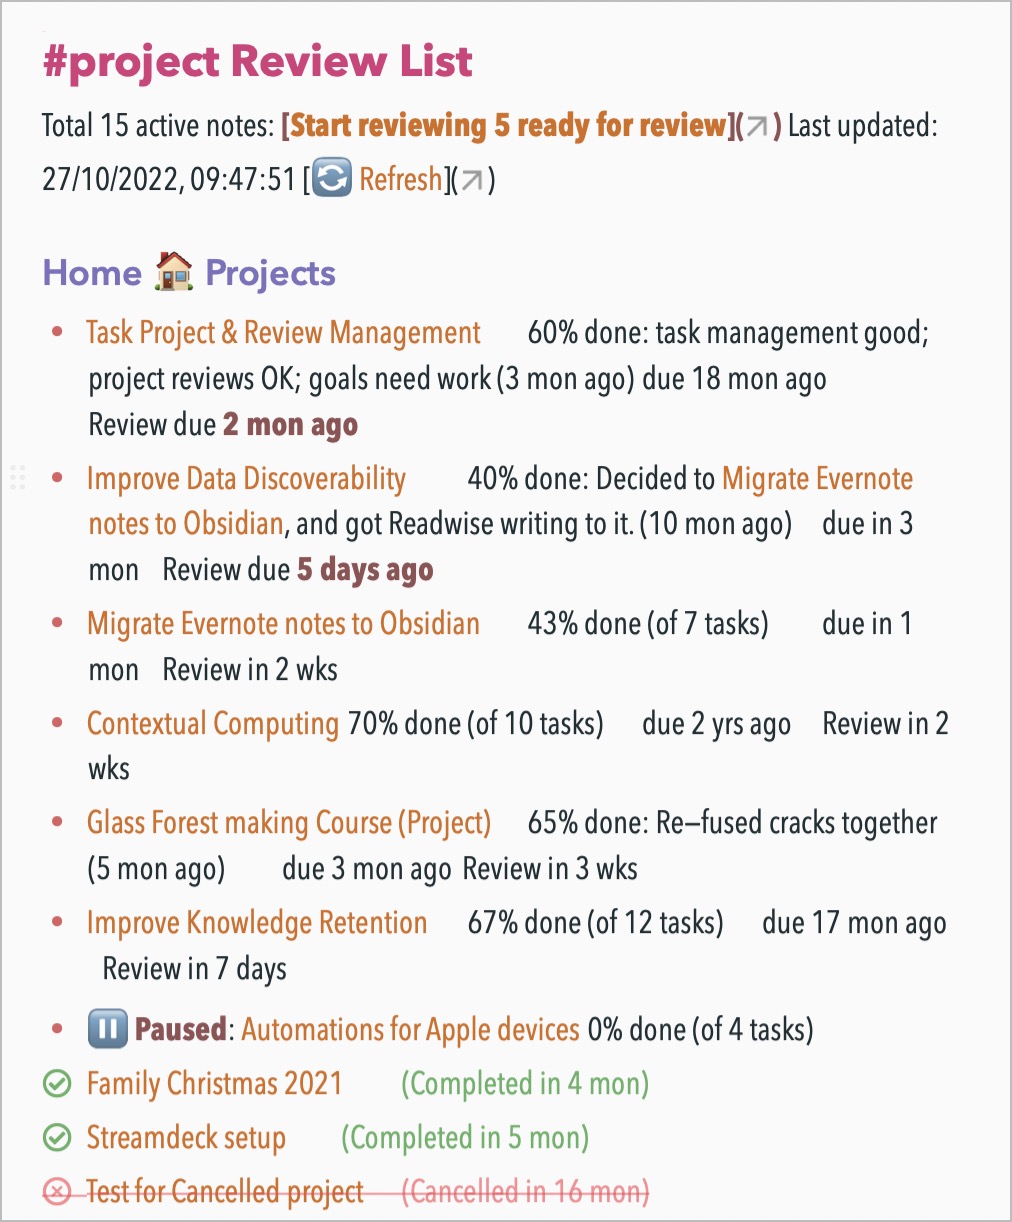 #project Review List
Total 15 active notes: [Start reviewing 5 ready for review](↗) Last updated:
27/10/2022, 09:47:51 [🔄 Refresh](↗)
Home 🏠 Projects
• Task Project & Review Management 60% done: task management good;
project reviews OK; goals need work (3 mon ago) due 18 mon ago
Review due 2 mon ago
• Improve Data Discoverability 40% done: Decided to Migrate Evernote
notes to Obsidian, and got Readwise writing to it. (10 mon ago) due in 3
mon Review due 5 days ago
• Migrate Evernote notes to Obsidian 43% done (of 7 tasks) due in 1
mon Review in 2 wks
• Contextual Computing 70% done (of 10 tasks) due 2 yrs ago Review in 2
wks
• Glass Forest making Course (Project) 65% done: Re–fused cracks together
(5 mon ago) due 3 mon ago Review in 3 wks
• Improve Knowledge Retention 67% done (of 12 tasks) due 17 mon ago
Review in 7 days
• ⏸ Paused: Automations for Apple devices 0% done (of 4 tasks)
Family Christmas 2021 (Completed in 4 mon)
Streamdeck setup (Completed in 5 mon)
Test for Cancelled project (Cancelled in 16 mon)